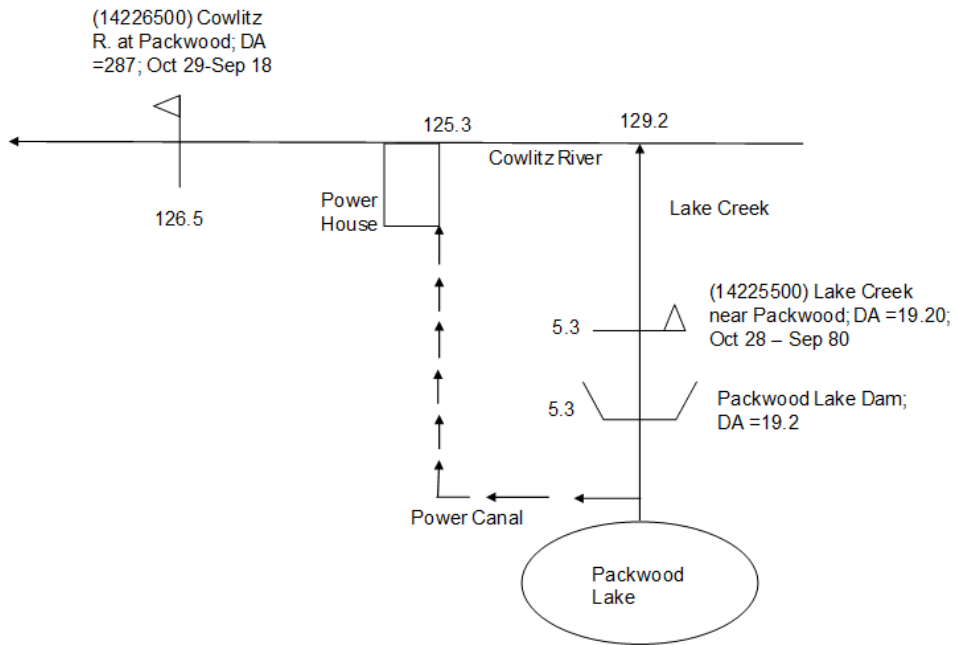 (14226500) Cowlitz
R. at Packwood; DA
=287; Oct 29-Sep 18
125.3
129.2
Cowlitz River
Power
House
126.5
Lake Creek
(14225500) Lake Creek
near Packwood; DA =19.20;
Oct 28 – Sep 80
5.3
Packwood Lake Dam;
DA =19.2
5.3
Power Canal
Packwood
Lake